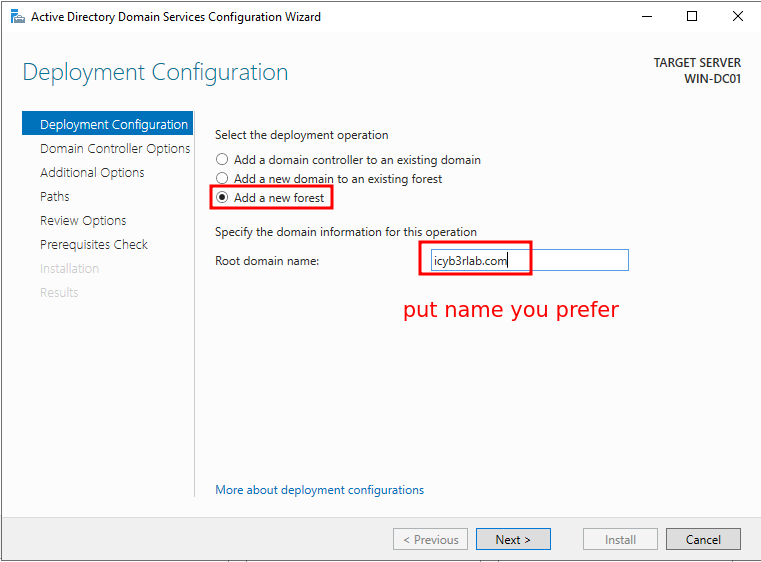 Active Directory Domain Services Configuration Wizard
Deployment Configuration
TARGET SERVER
WIN-DC01
Deployment Configuration
Domain Controller Options
Additional Options
Paths
Review Options
Prerequisites Check
Installation
Results
Select the deployment operation
Add a domain controller to an existing domain
Add a new domain to an existing forest
Add a new forest
Specify the domain information for this operation
Root domain name: icyb3rlab.com
put name you prefer
More about deployment configurations
< Previous Next > Install Cancel